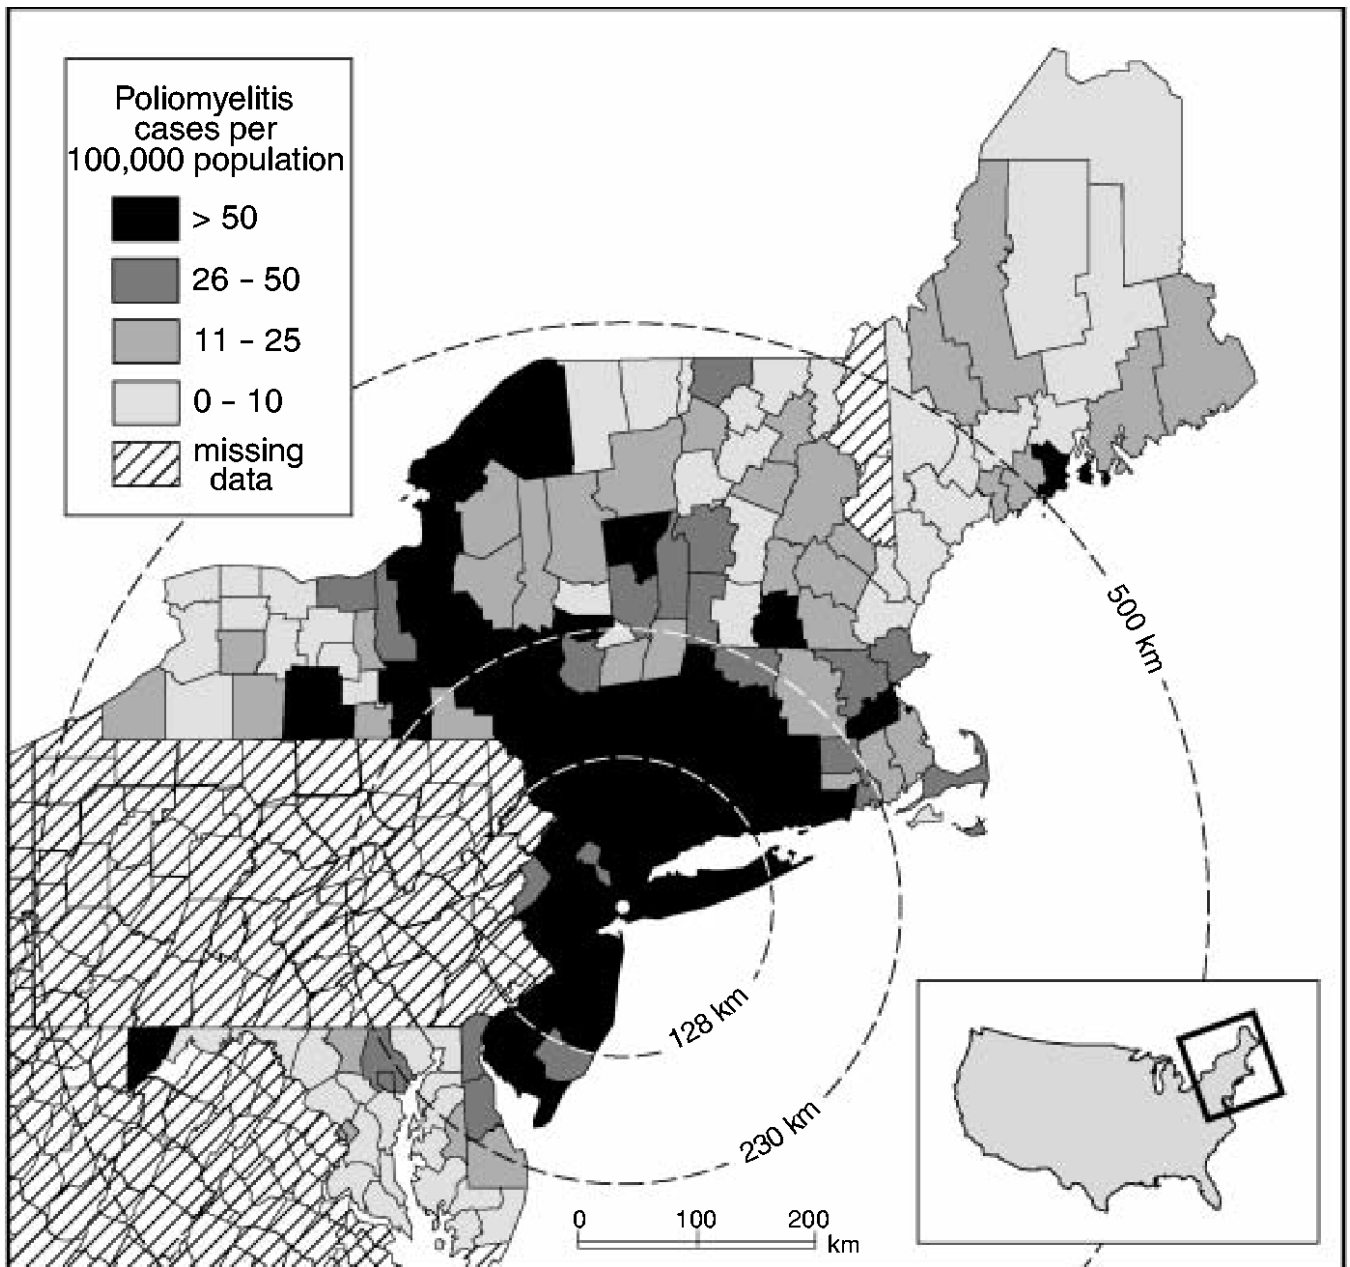 Poliomyelitis
cases per
100,000 population
> 50
26 – 50
11 – 25
0 – 10
missing
data
500 km
128 km
230 km
0 100 200
km